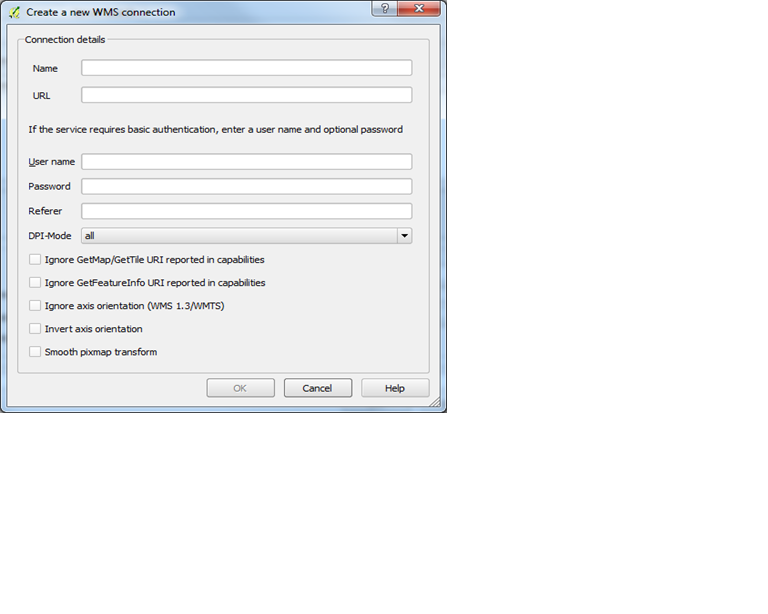 Create a new WMS connection
?
Connection details
Name
URL
If the service requires basic authentication, enter a user name and optional password
User name
Password
Referer
DPI-Mode all
Ignore GetMap/GetTile URI reported in capabilities
Ignore GetFeatureInfo URI reported in capabilities
Ignore axis orientation (WMS 1.3/WMTS)
Invert axis orientation
Smooth pixmap transform
OK Cancel Help